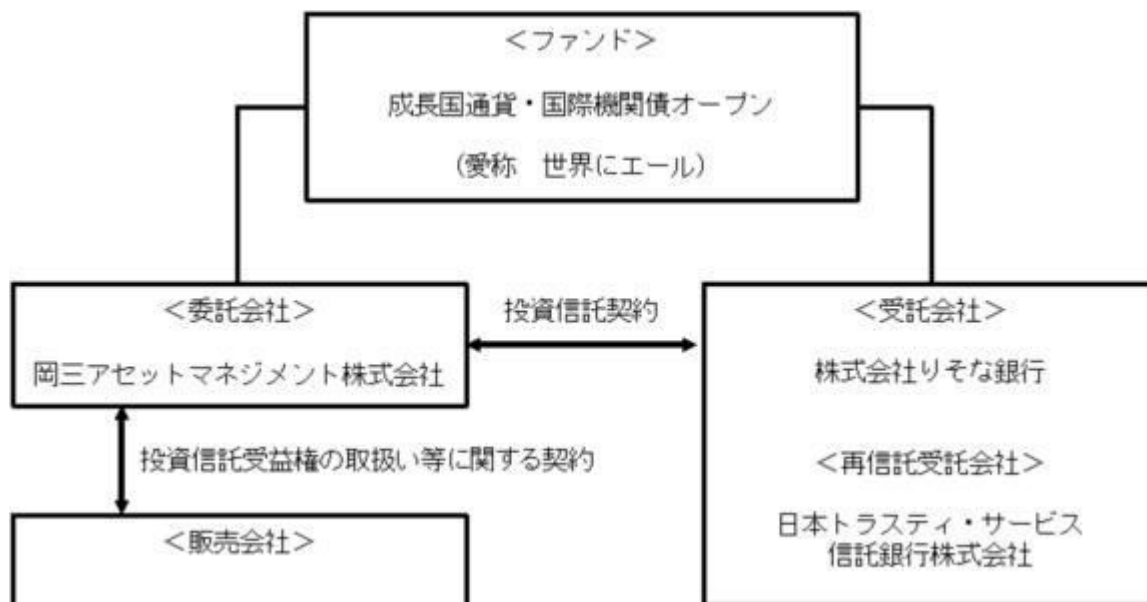 <ファンド>
成長国通貨・国際機関債オープン
(愛称 世界にエール)
<委託会社>
岡三アセットマネジメント株式会社
投資信託契約
<受託会社>
株式会社りそな銀行
<再信託受託会社>
日本トラスティ・サービス
信託銀行株式会社
投資信託受益権の取扱い等に関する契約
<販売会社>